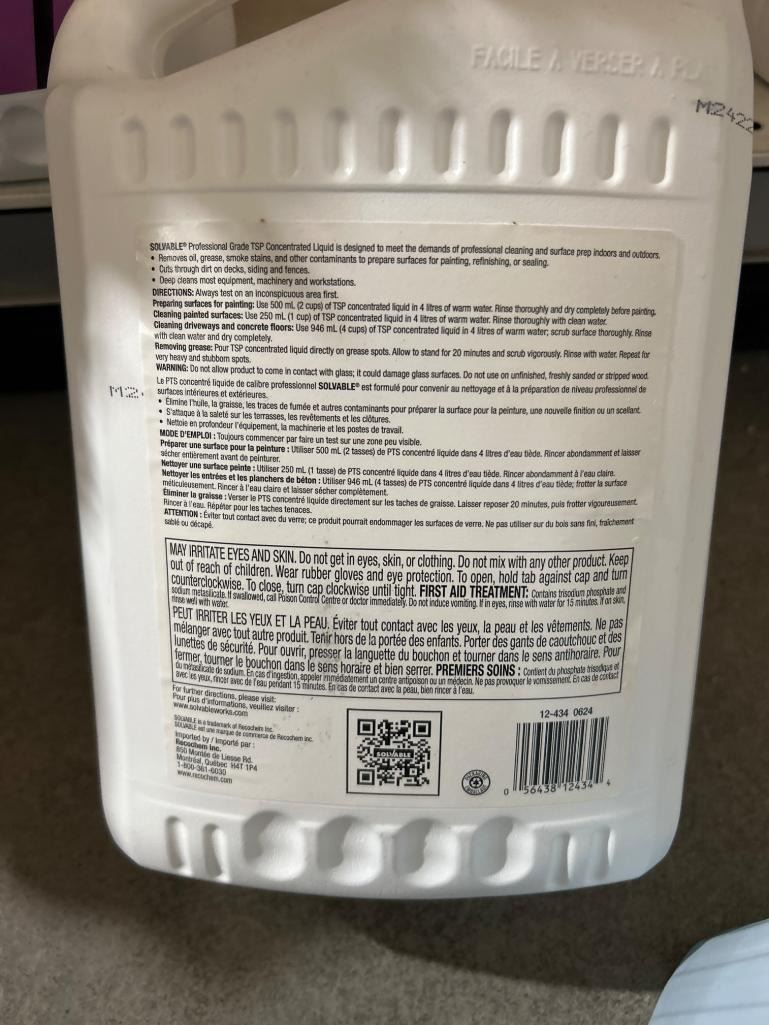 FACILE À VERSER À PLA
M2422
SOLVABLE® Professional Grade TSP Concentrated Liquid is designed to meet the demands of professional cleaning and surface prep indoors and outdoors.
• Removes oil, grease, smoke stains, and other contaminants to prepare surfaces for painting, refinishing, or sealing.
• Cuts through dirt on decks, siding and fences.
• Deep cleans most equipment, machinery and workstations.
DIRECTIONS: Always test on an inconspicuous area first.
Preparing surfaces for painting: Use 500 mL (2 cups) of TSP concentrated liquid in 4 litres of warm water. Rinse thoroughly and dry completely before painting.
Cleaning painted surfaces: Use 250 mL (1 cup) of TSP concentrated liquid in 4 litres of warm water. Rinse thoroughly with clean water.
Cleaning driveways and concrete floors: Use 946 mL (4 cups) of TSP concentrated liquid in 4 litres of warm water; scrub surface thoroughly. Rinse
with clean water and dry completely.
Removing grease: Pour TSP concentrated liquid directly on grease spots. Allow to stand for 20 minutes and scrub vigorously. Rinse with water. Repeat for
very heavy and stubborn spots.
WARNING: Do not allow product to come in contact with glass; it could damage glass surfaces. Do not use on unfinished, freshly sanded or stripped wood.
M2
Le PTS concentré liquide de calibre professionnel SOLVABLE® est formulé pour convenir au nettoyage et à la préparation de niveau professionnel de
surfaces intérieures et extérieures.
• Élimine l'huile, la graisse, les traces de fumée et autres contaminants pour préparer la surface pour la peinture, une nouvelle finition ou un scellant.
• S'attaque à la saleté sur les terrasses, les revêtements et les clôtures.
• Nettoie en profondeur l'équipement, la machinerie et les postes de travail.
MODE D'EMPLOI : Toujours commencer par faire un test sur une zone peu visible.
Préparer une surface pour la peinture : Utiliser 500 mL (2 tasses) de PTS concentré liquide dans 4 litres d'eau tiède. Rincer abondamment et laisser
sécher entièrement avant de peinturer.
Nettoyer une surface peinte : Utiliser 250 mL (1 tasse) de PTS concentré liquide dans 4 litres d'eau tiède. Rincer abondamment à l'eau claire.
Nettoyer les entrées et les planchers de béton : Utiliser 946 mL (4 tasses) de PTS concentré liquide dans 4 litres d'eau tiède; frotter la surface
méticuleusement. Rincer à l'eau claire et laisser sécher complètement.
Éliminer la graisse : Verser le PTS concentré liquide directement sur les taches de graisse. Laisser reposer 20 minutes, puis frotter vigoureusement.
Rincer à l'eau. Répéter pour les taches tenaces.
ATTENTION : Éviter tout contact avec du verre; ce produit pourrait endommager les surfaces de verre. Ne pas utiliser sur du bois sans fini, fraîchement
sablé ou décapé.
MAY IRRITATE EYES AND SKIN. Do not get in eyes, skin, or clothing. Do not mix with any other product. Keep
out of reach of children. Wear rubber gloves and eye protection. To open, hold tab against cap and turn
counterclockwise. To close, turn cap clockwise until tight. FIRST AID TREATMENT: Contains trisodium phosphate and
sodium metasilicate. If swallowed, call Poison Control Centre or doctor immediately. Do not induce vomiting. If in eyes, rinse with water for 15 minutes. If on skin,
rinse well with water.
PEUT IRRITER LES YEUX ET LA PEAU. Éviter tout contact avec les yeux, la peau et les vêtements. Ne pas
mélanger avec tout autre produit. Tenir hors de la portée des enfants. Porter des gants de caoutchouc et des
lunettes de sécurité. Pour ouvrir, presser la languette du bouchon et tourner dans le sens antihoraire. Pour
fermer, tourner le bouchon dans le sens horaire et bien serrer. PREMIERS SOINS : Contient du phosphate trisodique et
du métasilicate de sodium. En cas d'ingestion, appeler immédiatement un centre antipoison ou un médecin. Ne pas provoquer le vomissement. En cas de contact
avec les yeux, rincer avec de l'eau pendant 15 minutes. En cas de contact avec la peau, bien rincer à l'eau.
For further directions, please visit:
Pour plus d'informations, veuillez visiter :
www.solvableworks.com
SOLVABLE is a trademark of Recochem Inc.
SOLVABLE est une marque de commerce de Recochem Inc.
Imported by / Importé par :
Recochem Inc.
850 Montée de Liesse Rd.
Montréal, Québec H4T 1P4
1-800-361-6030
www.recochem.com
SOLVABLE
12-434 0624
0 56438 12434 4